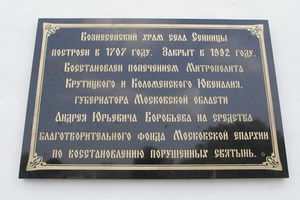 Вознесенский храм села Сенницы
построен в 1707 году. Закрыт в 1992 году.
Восстановлен попечением Митрополита
Крутицкого и Коломенского Ювеналия,
губернатора Московской области
Андрея Юрьевича Воробьева на средства
Благотворительного фонда Московской епархии
по восстановлению порушенных святынь.